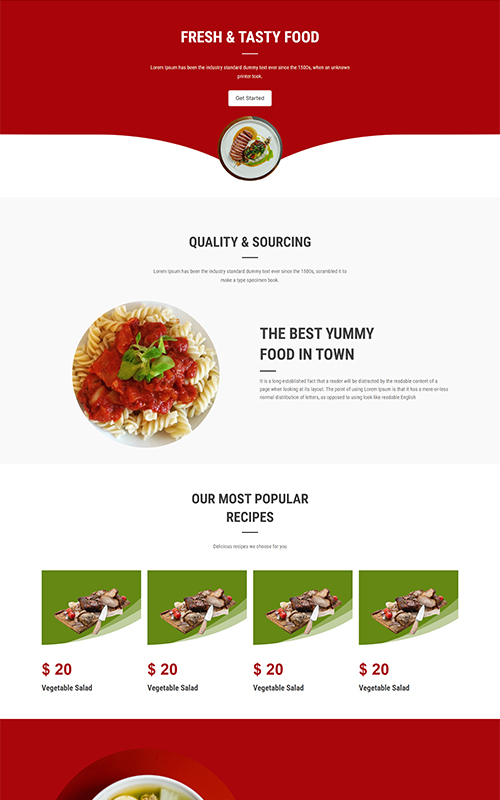 FRESH & TASTY FOOD
Lorem Ipsum has been the industry standard dummy text ever since the 1500s, when an unknown
printer took.
Get Started
QUALITY & SOURCING
Lorem Ipsum has been the industry standard dummy text ever since the 1500s, scrambled it to
make a type specimen book.
THE BEST YUMMY
FOOD IN TOWN
It is a long established fact that a reader will be distracted by the readable content of a
page when looking at its layout. The point of using Lorem Ipsum is that it has a more-or-less
normal distribution of letters, as opposed to using look like readable English
OUR MOST POPULAR
RECIPES
Delicious recipes we choose for you
$ 20 $ 20 $ 20 $ 20
Vegetable Salad Vegetable Salad Vegetable Salad Vegetable Salad